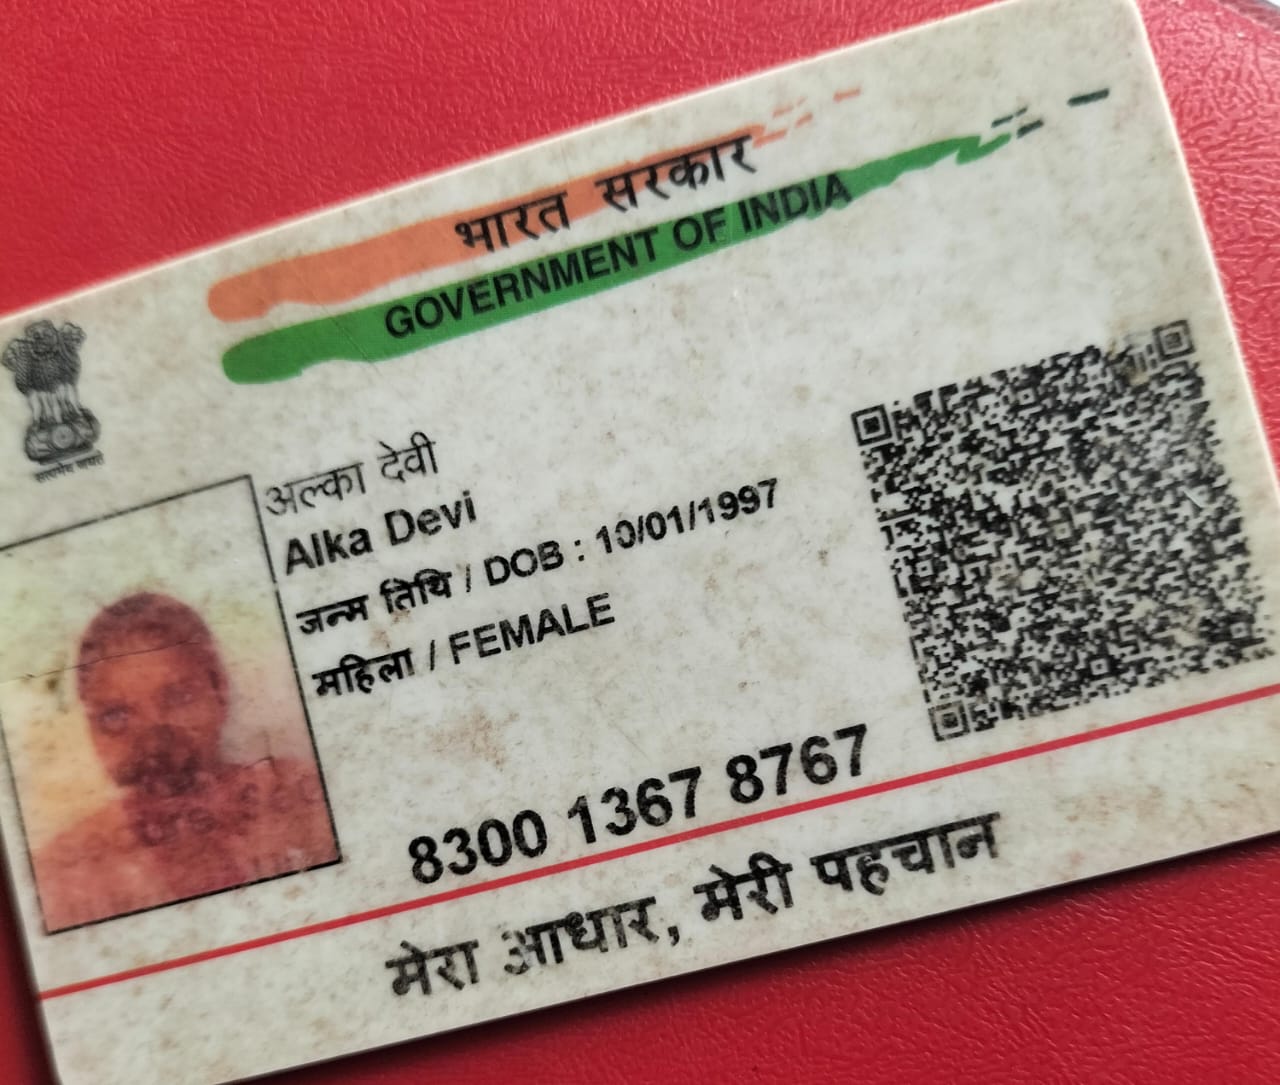 भारत सरकार
GOVERNMENT OF INDIA
अल्का देवी
Alka Devi
जन्म तिथि / DOB : 10/01/1997
महिला / FEMALE
8300 1367 8767
मेरा आधार, मेरी पहचान